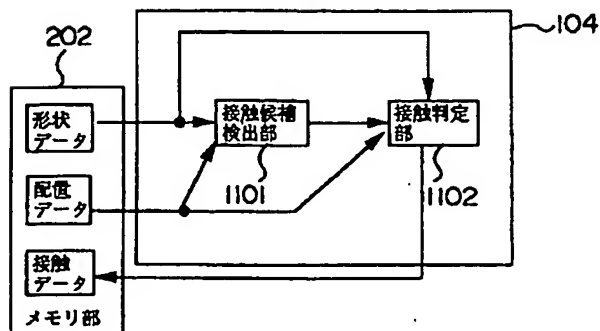 202
104
形状
データ
配置
データ
接触
データ
メモリ部
接触候補
検出部
1101
接触判定
部
1102